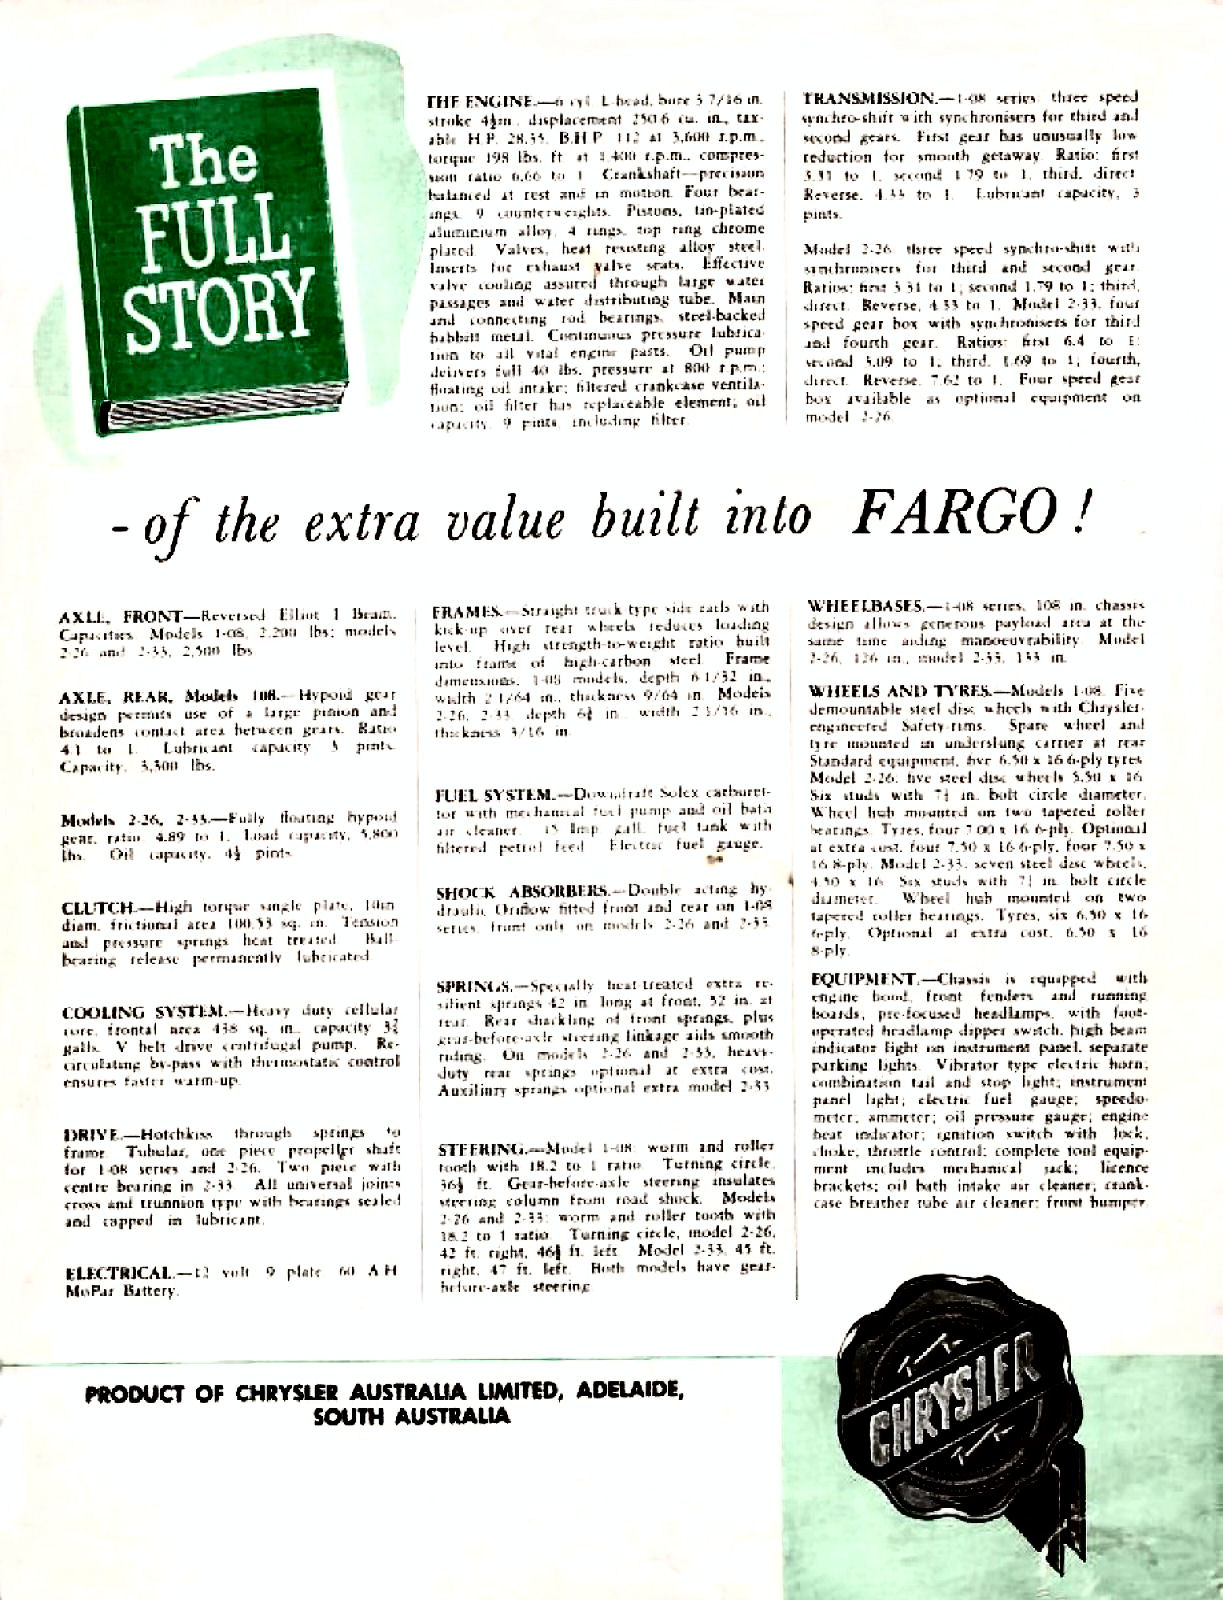 The
FULL
STORY
THE ENGINE.—6 cyl. L-head, bore 3 7/16 in.
stroke 4½in., displacement 250.6 cu. in., tax-
able H.P. 28.35. B.H.P. 112 at 3,600 r.p.m.,
torque 198 lbs. ft. at 1,400 r.p.m., compres-
sion ratio 6.66 to 1. Crankshaft—precision
balanced at rest and in motion. Four bear-
ings, 9 counterweights. Pistons, tin-plated
aluminium alloy, 4 rings, top ring chrome
plated. Valves, heat resisting alloy steel.
Inserts for exhaust valve seats. Effective
valve cooling assured through large water
passages and water distributing tube. Main
and connecting rod bearings, steel-backed
babbitt metal. Continuous pressure lubrica-
tion to all vital engine parts. Oil pump
delivers full 40 lbs. pressure at 800 r.p.m.;
floating oil intake; filtered crankcase ventila-
tion; oil filter has replaceable element; oil
capacity, 9 pints, including filter.
TRANSMISSION.—1-08 series: three speed
synchro-shift with synchronisers for third and
second gears. First gear has unusually low
reduction for smooth getaway. Ratio: first
3.31 to 1, second 1.79 to 1, third, direct.
Reverse, 4.33 to 1. Lubricant capacity, 3
pints.
Model 2-26, three speed synchro-shift with
synchronisers for third and second gear.
Ratios: first 3.31 to 1; second 1.79 to 1; third,
direct. Reverse, 4.33 to 1. Model 2-33, four
speed gear box with synchronisers for third
and fourth gear. Ratios: first 6.4 to 1;
second 3.09 to 1; third, 1.69 to 1; fourth,
direct. Reverse, 7.62 to 1. Four speed gear
box available as optional equipment on
model 2-26.
- of the extra value built into FARGO!
AXLE, FRONT—Reversed Elliot I Beam.
Capacities. Models 1-08, 2,200 lbs; models
2-26 and 2-33, 2,500 lbs.
AXLE, REAR, Models 108.—Hypoid gear
design permits use of a large pinion and
broadens contact area between gears. Ratio
4.1 to 1. Lubricant capacity 3 pints.
Capacity, 3,300 lbs.
Models 2-26, 2-33.—Fully floating hypoid
gear, ratio 4.89 to 1. Load capacity, 5,800
lbs. Oil capacity, 4½ pints.
CLUTCH—High torque single plate, 10in.
diam. frictional area 100.53 sq. in. Tension
and pressure springs heat treated. Ball-
bearing release permanently lubricated.
COOLING SYSTEM.—Heavy duty cellular
core, frontal area 438 sq. in., capacity 3¾
galls. V belt drive centrifugal pump. Re-
circulating by-pass with thermostatic control
ensures faster warm-up.
DRIVE.—Hotchkiss through springs to
frame. Tubular, one piece propeller shaft
for 1-08 series and 2-26. Two piece with
centre bearing in 2-33. All universal joints
cross and trunnion type with bearings sealed
and capped in lubricant.
ELECTRICAL.—12 volt 9 plate 60 A H
MoPar Battery.
FRAMES.—Straight truck type side rails with
kick-up over rear wheels reduces loading
level. High strength-to-weight ratio built
into frame of high-carbon steel. Frame
dimensions, 1-08 models, depth 6 1/32 in.,
width 2 1/64 in., thickness 9/64 in. Models
2-26, 2-33, depth 6⅛ in., width 2 1/16 in.,
thickness 3/16 in.
FUEL SYSTEM.—Downdraft Solex carburet-
tor with mechanical fuel pump and oil bath
air cleaner. 15 Imp. gall. fuel tank with
filtered petrol feed. Electric fuel gauge.
SHOCK ABSORBERS.—Double acting hy-
draulic Oriflow fitted front and rear on 1-08
series, front only on models 2-26 and 2-33.
SPRINGS.—Specially heat-treated extra re-
silient springs 42 in. long at front, 52 in. at
rear. Rear shackling of front springs, plus
gear-before-axle steering linkage aids smooth
riding. On models 2-26 and 2-33, heavy-
duty rear springs optional at extra cost.
Auxiliary springs optional extra model 2-33.
STEERING.—Model 1-08: worm and roller
tooth with 18.2 to 1 ratio. Turning circle,
36½ ft. Gear-before-axle steering insulates
steering column from road shock. Models
2-26 and 2-33: worm and roller tooth with
18.2 to 1 ratio. Turning circle, model 2-26,
42 ft. right, 46½ ft. left. Model 2-33, 45 ft.
right, 47 ft. left. Both models have gear-
before-axle steering.
WHEELBASES.—1-08 series, 108 in. chassis
design allows generous payload area at the
same time aiding manoeuvrability. Model
2-26, 126 in., model 2-33, 133 in.
WHEELS AND TYRES.—Models 1-08. Five
demountable steel disc wheels with Chrysler-
engineered Safety-rims. Spare wheel and
tyre mounted in underslung carrier at rear.
Standard equipment, five 6.50 x 16 6-ply tyres.
Model 2-26: five steel disc wheels 5.50 x 16.
Six studs with 7¼ in. bolt circle diameter.
Wheel hub mounted on two tapered roller
bearings. Tyres, four 7.00 x 16 6-ply. Optional
at extra cost, four 7.50 x 16 6-ply, four 7.50 x
16 8-ply. Model 2-33, seven steel disc wheels,
4.50 x 16. Six studs with 7¼ in. bolt circle
diameter. Wheel hub mounted on two
tapered roller bearings. Tyres, six 6.50 x 16
6-ply. Optional at extra cost, 6.50 x 16
8-ply.
EQUIPMENT.—Chassis is equipped with
engine hood, front fenders and running
boards, pre-focused headlamps, with foot-
operated headlamp dipper switch, high beam
indicator light on instrument panel, separate
parking lights. Vibrator type electric horn;
combination tail and stop light; instrument
panel light; electric fuel gauge; speedo-
meter; ammeter; oil pressure gauge; engine
heat indicator; ignition switch with lock,
choke, throttle control; complete tool equip-
ment includes mechanical jack; licence
brackets; oil bath intake air cleaner; crank-
case breather tube air cleaner; front bumper.
PRODUCT OF CHRYSLER AUSTRALIA LIMITED, ADELAIDE,
SOUTH AUSTRALIA
CHRYSLER